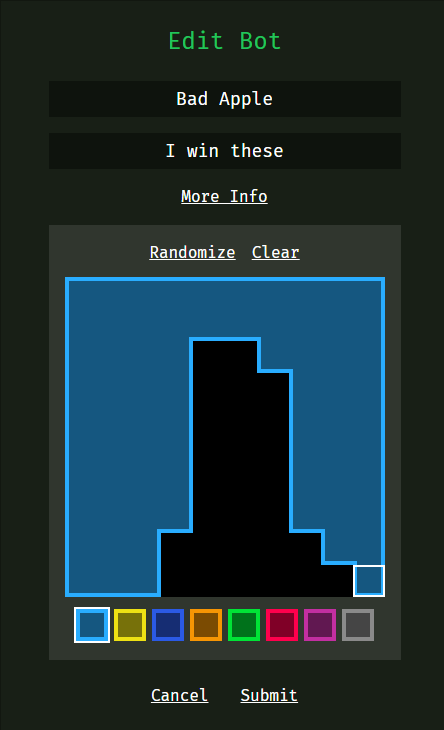 Edit Bot
Bad Apple
I win these
More Info
Randomize Clear
Cancel Submit